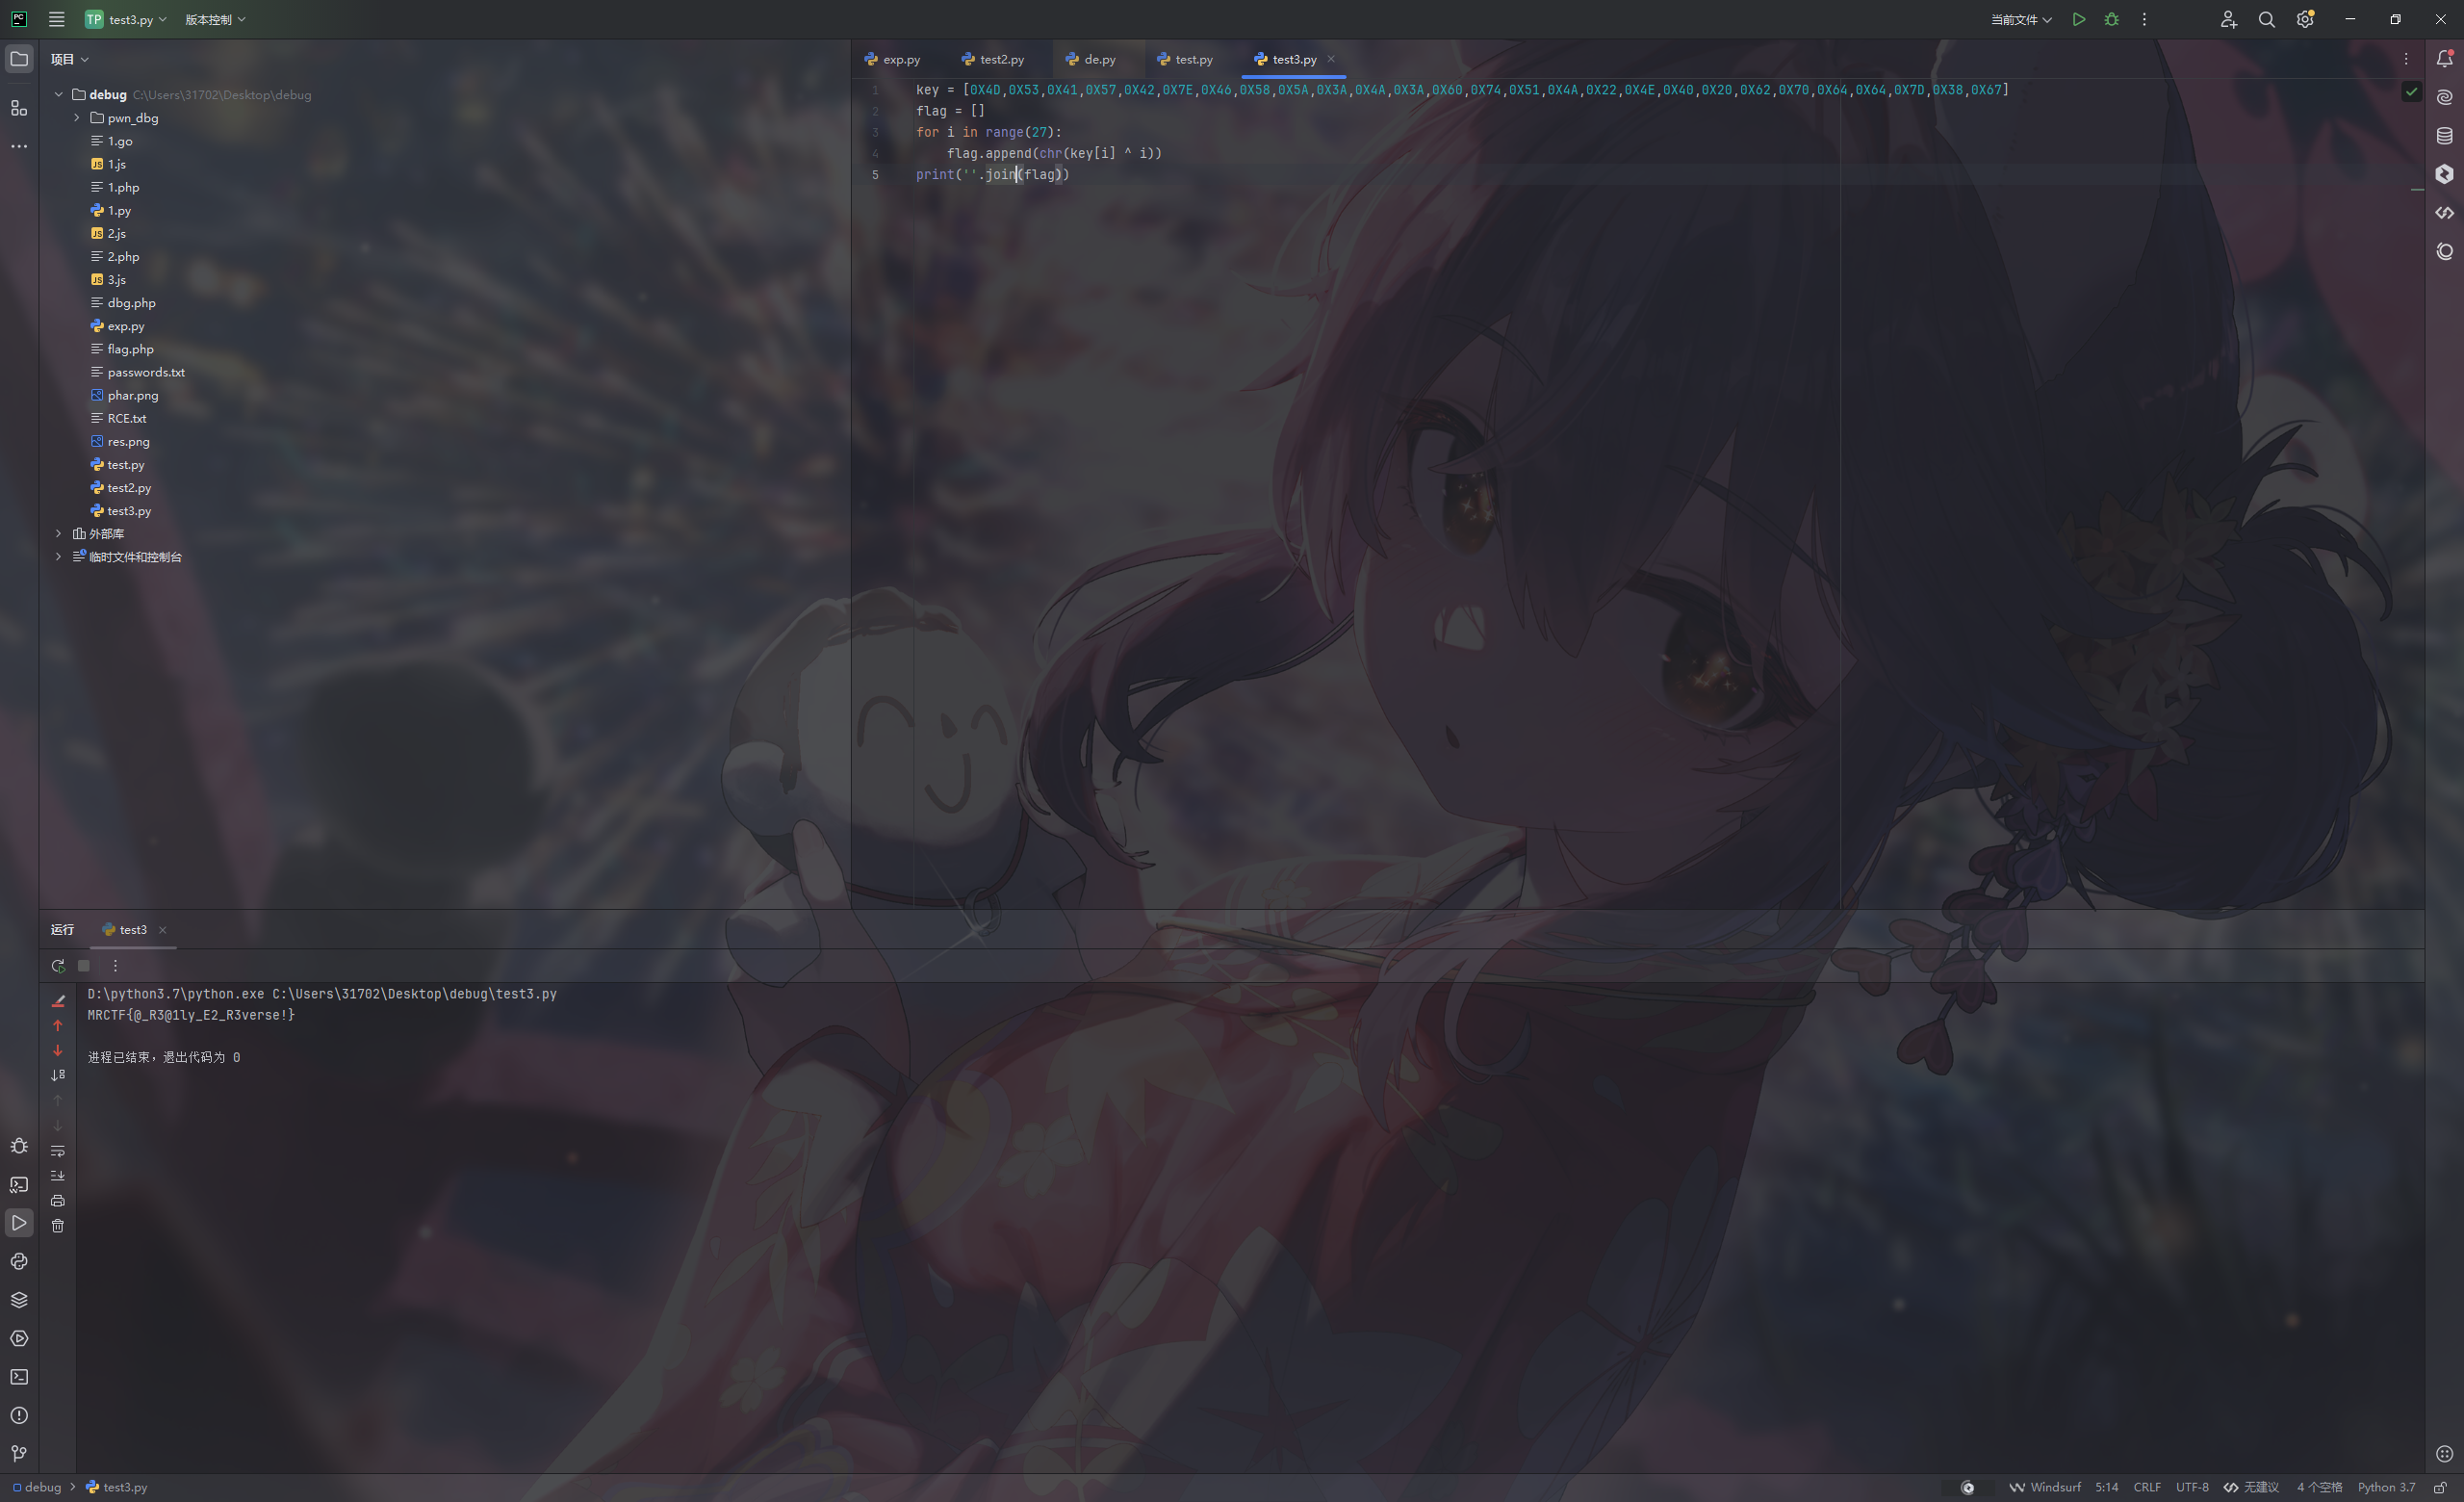 PC
TP test3.py 版本控制 当前文件
项目
exp.py test2.py de.py test.py test3.py
debug C:\Users\31702\Desktop\debug
pwn_dbg
1.go
JS 1.js
1.php
1.py
JS 2.js
2.php
JS 3.js
dbg.php
exp.py
flag.php
passwords.txt
phar.png
RCE.txt
res.png
test.py
test2.py
test3.py
外部库
临时文件和控制台
1 key = [0X4D,0X53,0X41,0X57,0X42,0X7E,0X46,0X58,0X5A,0X3A,0X4A,0X3A,0X60,0X74,0X51,0X4A,0X22,0X4E,0X40,0X20,0X62,0X70,0X64,0X64,0X7D,0X38,0X67]
2 flag = []
3 for i in range(27):
4 flag.append(chr(key[i] ^ i))
5 print(''.join(flag))
运行 test3
D:\python3.7\python.exe C:\Users\31702\Desktop\debug\test3.py
MRCTF{@_R3@1ly_E2_R3verse!}
进程已结束，退出代码为 0
debug test3.py Windsurf 5:14 CRLF UTF-8 无建议 4 个空格 Python 3.7